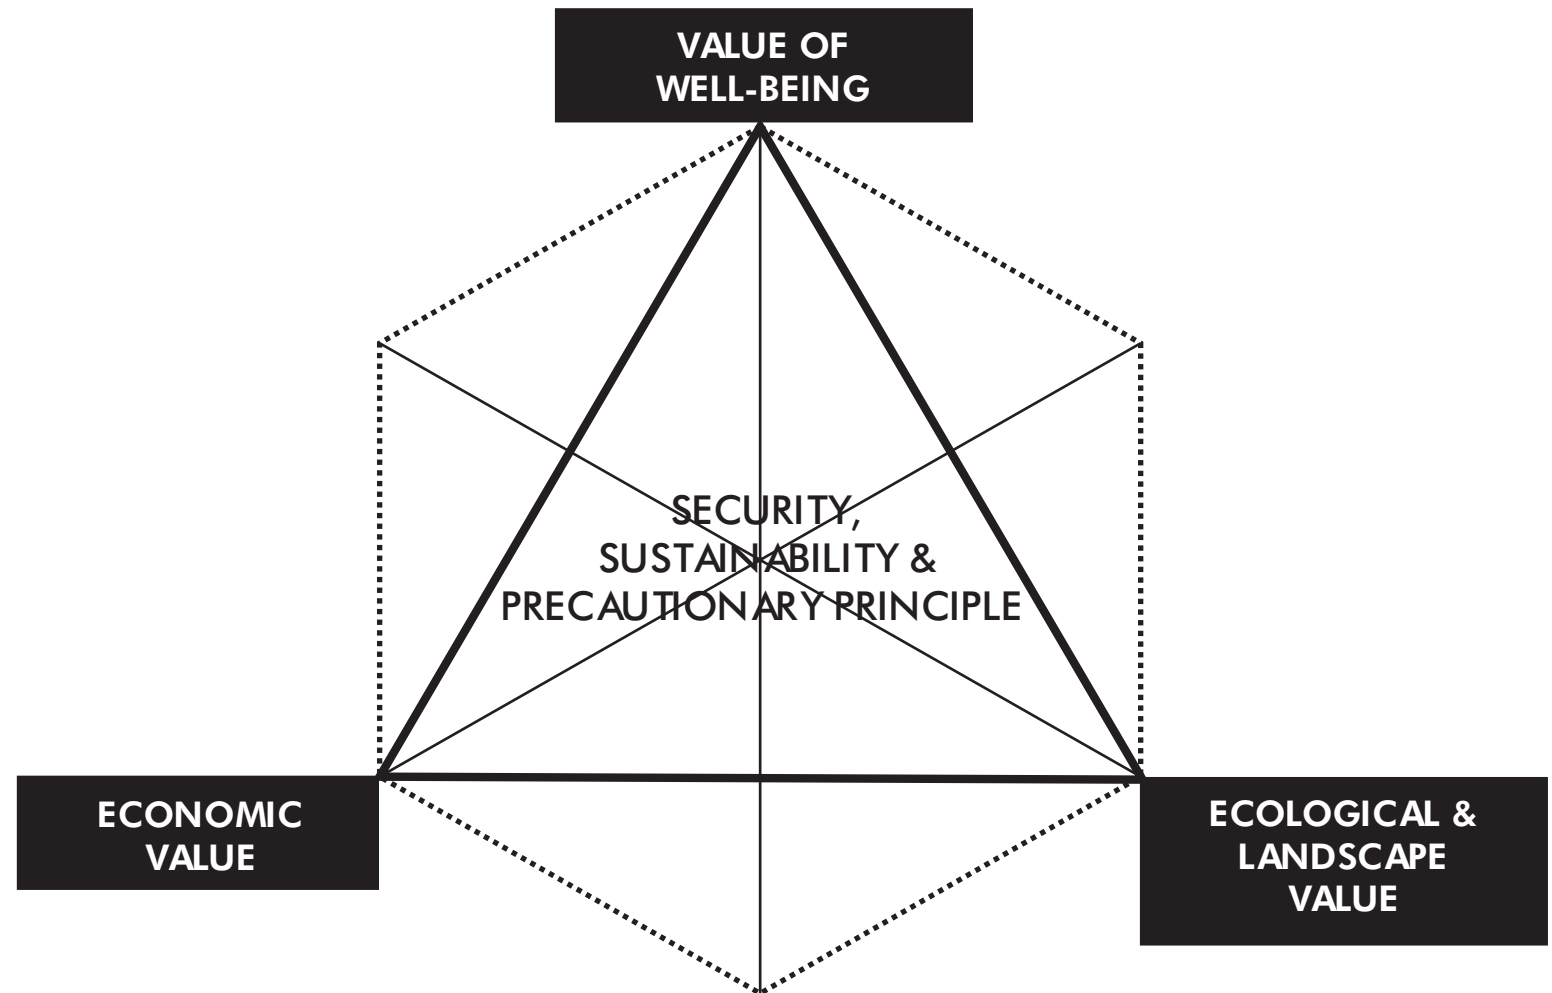 VALUE OF
WELL-BEING
SECURITY,
SUSTAINABILITY &
PRECAUTIONARY PRINCIPLE
ECONOMIC
VALUE
ECOLOGICAL &
LANDSCAPE
VALUE